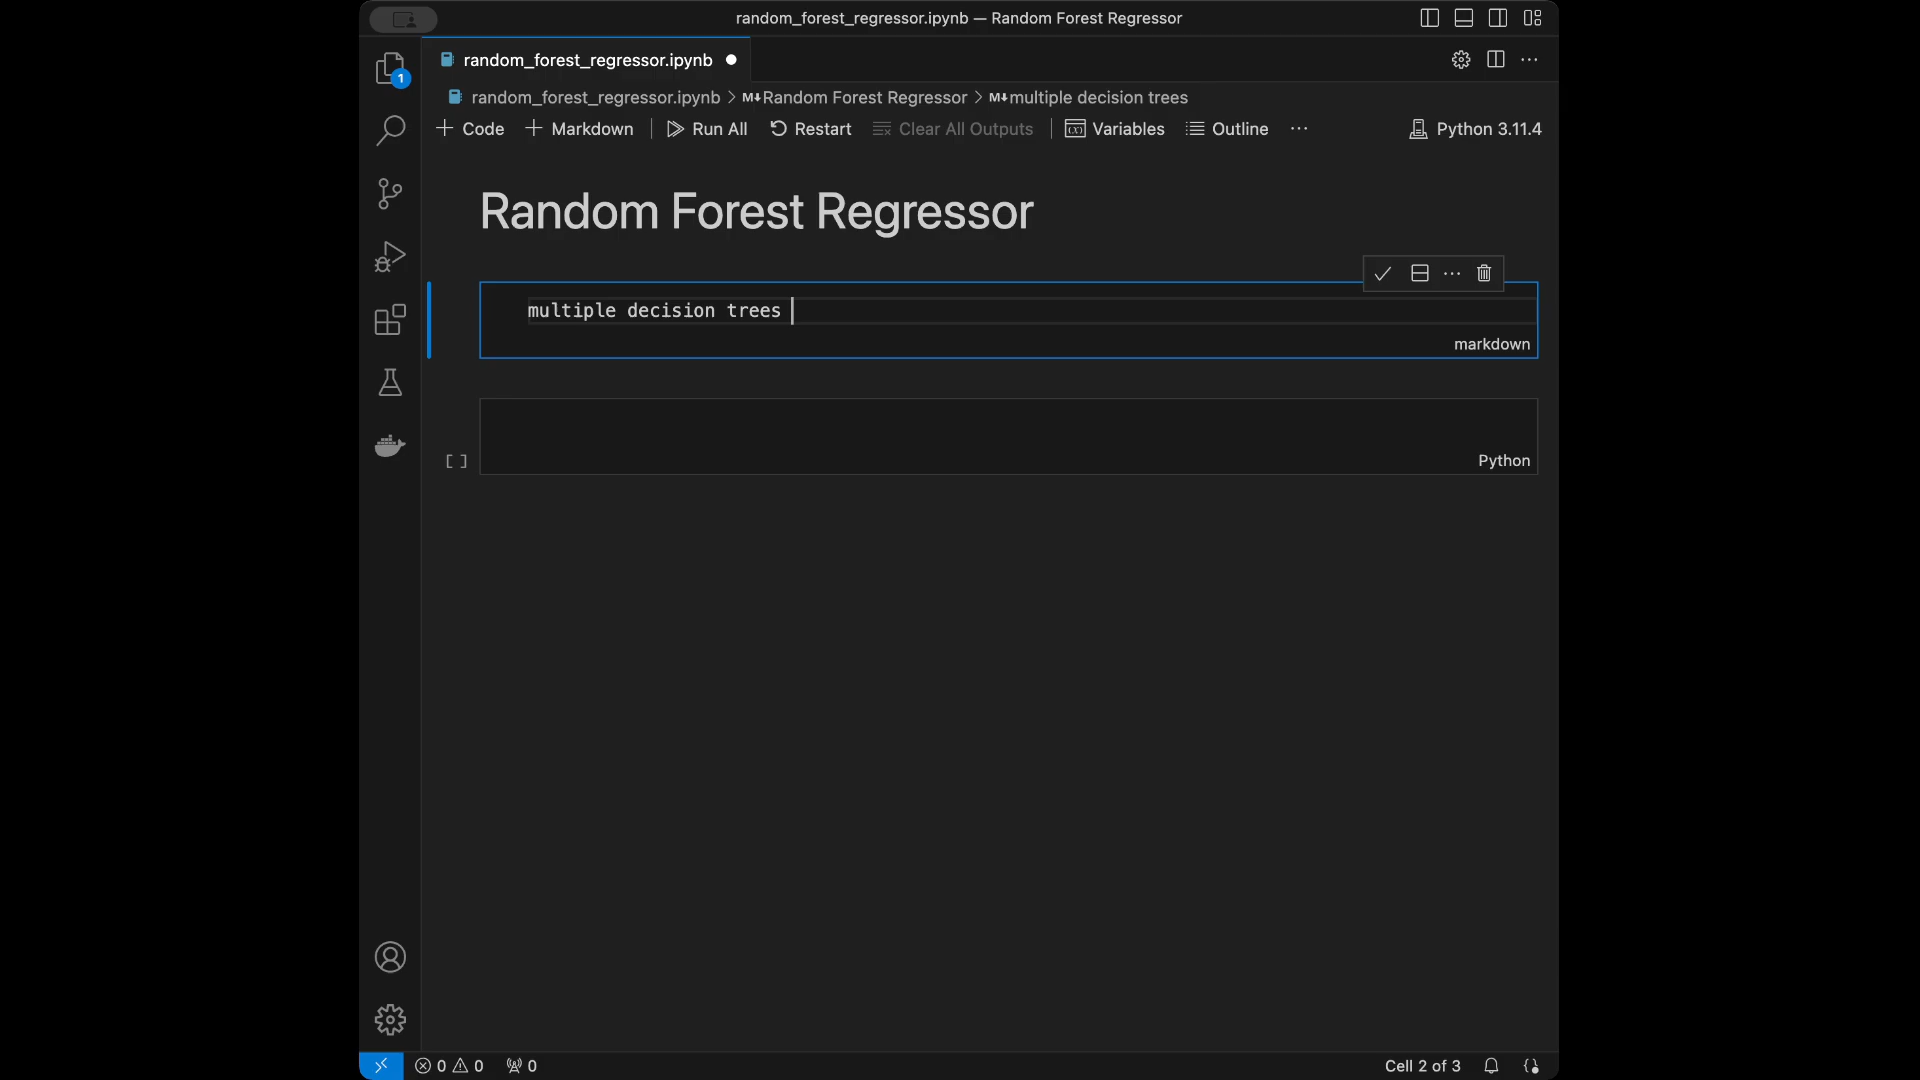 random_forest_regressor.ipynb — Random Forest Regressor
random_forest_regressor.ipynb
1
random_forest_regressor.ipynb > M↓Random Forest Regressor > M↓multiple decision trees
Code Markdown Run All Restart Clear All Outputs Variables Outline ··· Python 3.11.4
Random Forest Regressor
multiple decision trees
markdown
[ ]
Python
0 0 0 Cell 2 of 3